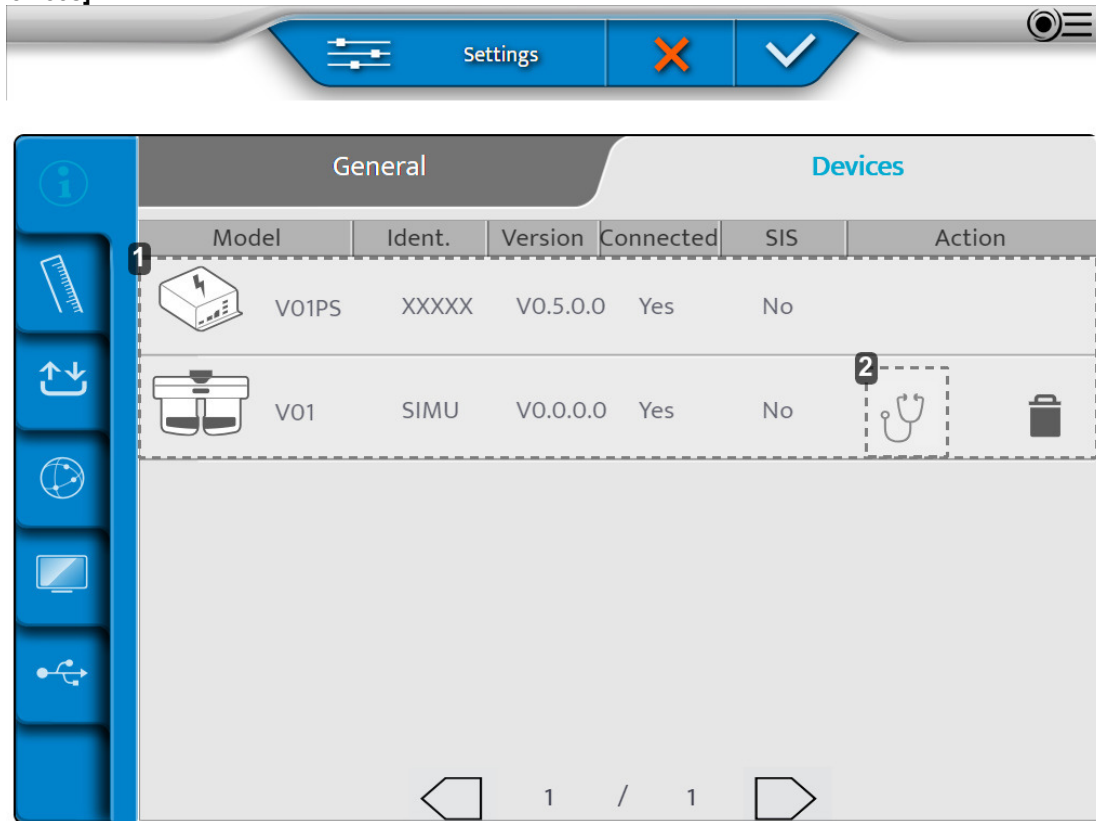 Settings
General Devices
Model Ident. Version Connected SIS Action
1
V01PS XXXXX V0.5.0.0 Yes No
2
V01 SIMU V0.0.0.0 Yes No
1 / 1